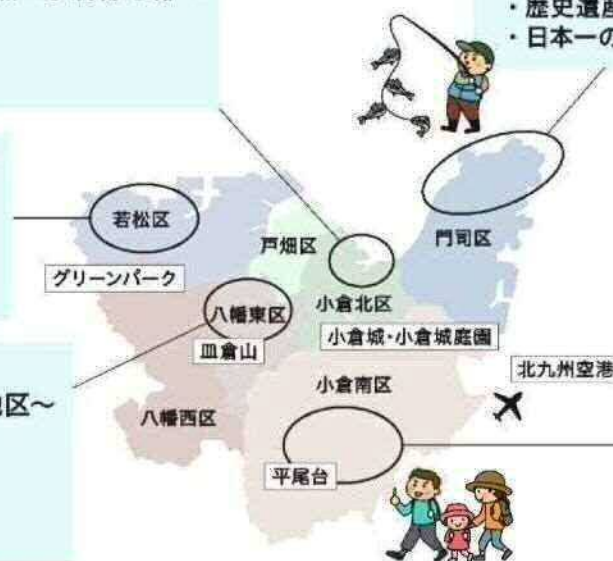 ・歴史遺産
・日本一の
若松区
戸畑区
門司区
グリーンパーク
八幡東区
小倉北区
皿倉山
小倉城・小倉城庭園
北九州空港
小倉南区
区～
八幡西区
平尾台